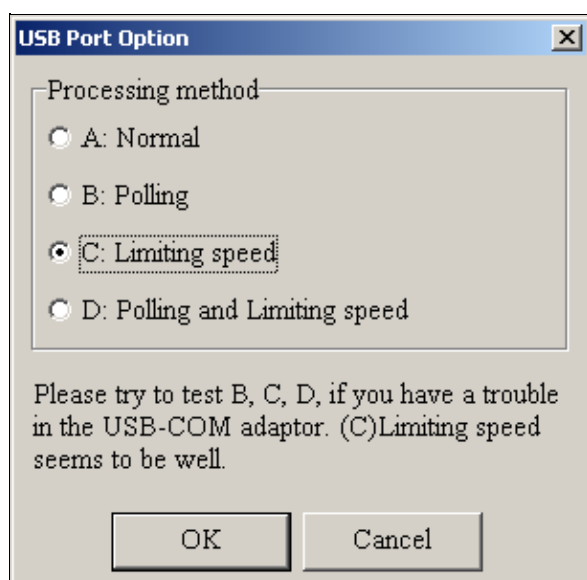 USB Port Option
Processing method
A: Normal
B: Polling
C: Limiting speed
D: Polling and Limiting speed
Please try to test B, C, D, if you have a trouble
in the USB-COM adaptor. (C)Limiting speed
seems to be well.
OK Cancel